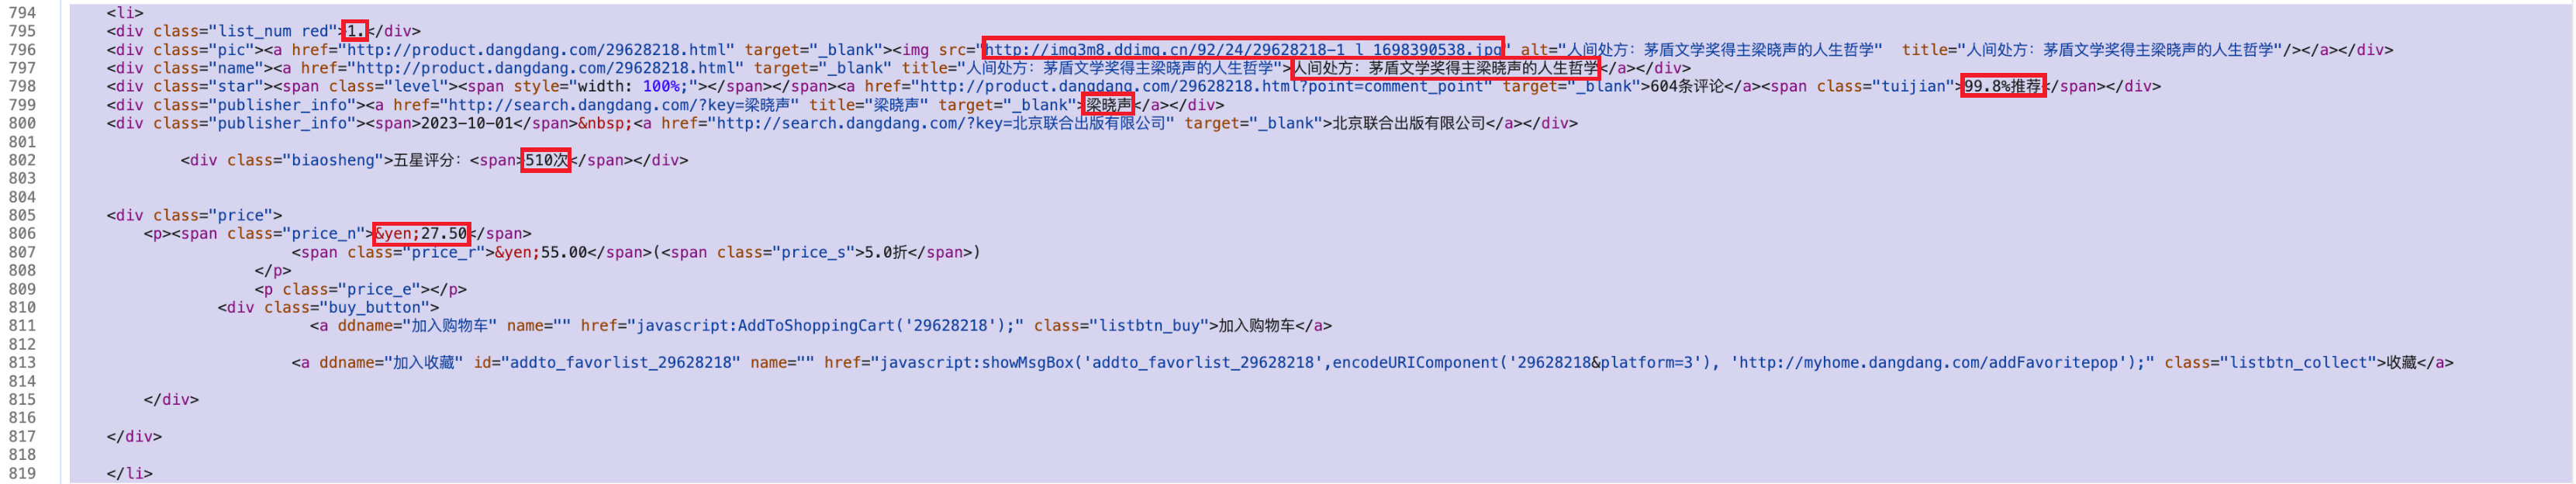 794 <li>
795 <div class="list_num red">1.</div>
796 <div class="pic"><a href="http://product.dangdang.com/29628218.html" target="_blank"><img src="http://img3m8.ddimg.cn/92/24/29628218-1_l_1698390538.jpg" alt="人间处方：茅盾文学奖得主梁晓声的人生哲学"  title="人间处方：茅盾文学奖得主梁晓声的人生哲学"/></a></div>
797 <div class="name"><a href="http://product.dangdang.com/29628218.html" target="_blank" title="人间处方：茅盾文学奖得主梁晓声的人生哲学">人间处方：茅盾文学奖得主梁晓声的人生哲学</a></div>
798 <div class="star"><span class="level"><span style="width: 100%;"></span></span><a href="http://product.dangdang.com/29628218.html?point=comment_point" target="_blank">604条评论</a><span class="tuijian">99.8%推荐</span></div>
799 <div class="publisher_info"><a href="http://search.dangdang.com/?key=梁晓声" title="梁晓声" target="_blank">梁晓声</a></div>
800 <div class="publisher_info"><span>2023-10-01</span>&nbsp;<a href="http://search.dangdang.com/?key=北京联合出版有限公司" target="_blank">北京联合出版有限公司</a></div>
801
802 <div class="biaosheng">五星评分：<span>510次</span></div>
803
804
805 <div class="price">
806 <p><span class="price_n">&yen;27.50</span>
807 <span class="price_r">&yen;55.00</span>(<span class="price_s">5.0折</span>)
808 </p>
809 <p class="price_e"></p>
810 <div class="buy_button">
811 <a ddname="加入购物车" name="" href="javascript:AddToShoppingCart('29628218');" class="listbtn_buy">加入购物车</a>
812
813 <a ddname="加入收藏" id="addto_favorlist_29628218" name="" href="javascript:showMsgBox('addto_favorlist_29628218',encodeURIComponent('29628218&platform=3'), 'http://myhome.dangdang.com/addFavoritepop');" class="listbtn_collect">收藏</a>
814
815 </div>
816
817 </div>
818
819 </li>